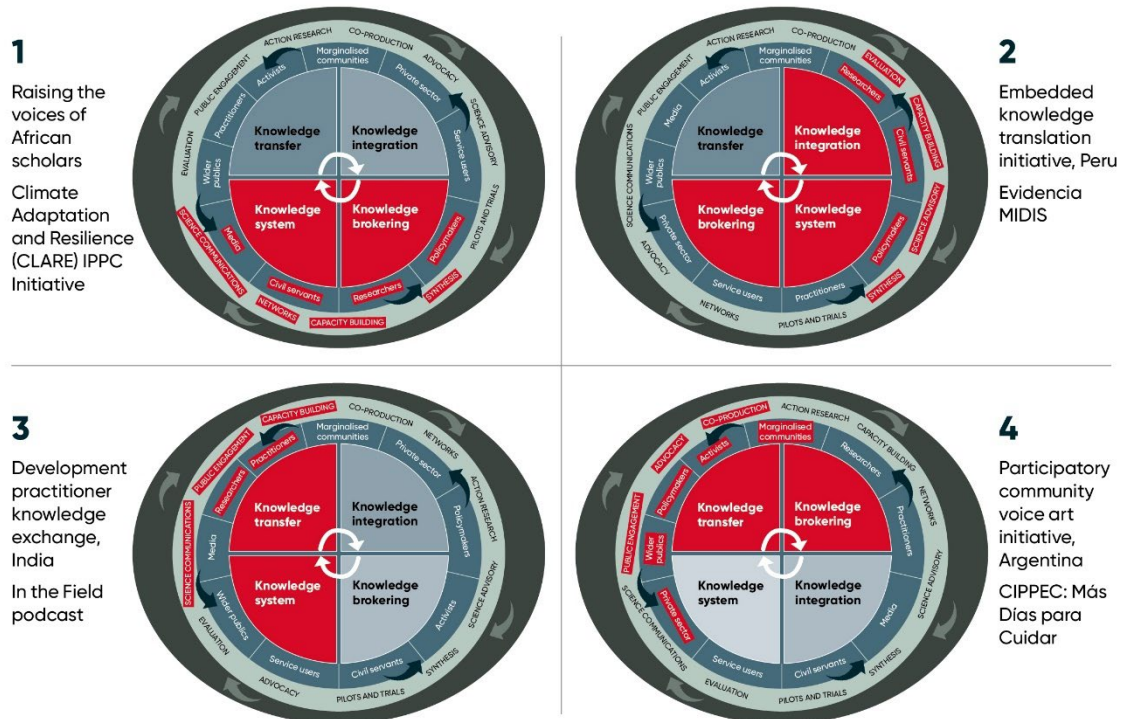 1
Raising the
voices of
African
scholars
Climate
Adaptation
and Resilience
(CLARE) IPPC
Initiative
ACTION RESEARCH
CO-PRODUCTION
ADVOCACY
SCIENCE ADVISORY
PILOTS AND TRIALS
SYNTHESIS
CAPACITY BUILDING
NETWORKS
SCIENCE COMMUNICATIONS
EVALUATION
PUBLIC ENGAGEMENT
Marginalised
communities
Private sector
Service users
Policymakers
Researchers
Civil servants
Media
Wider
publics
Practitioners
Activists
Knowledge
transfer
Knowledge
integration
Knowledge
system
Knowledge
brokering
2
Embedded
knowledge
translation
initiative, Peru
Evidencia
MIDIS
ACTION RESEARCH
CO-PRODUCTION
EVALUATION
CAPACITY BUILDING
SCIENCE ADVISORY
SYNTHESIS
PILOTS AND TRIALS
NETWORKS
ADVOCACY
SCIENCE COMMUNICATIONS
PUBLIC ENGAGEMENT
Marginalised
communities
Researchers
Civil servants
Policymakers
Practitioners
Service users
Private sector
Wider
publics
Media
Activists
Knowledge
transfer
Knowledge
integration
Knowledge
brokering
Knowledge
system
3
Development
practitioner
knowledge
exchange,
India
In the Field
podcast
CAPACITY BUILDING
CO-PRODUCTION
NETWORKS
ACTION RESEARCH
SCIENCE ADVISORY
SYNTHESIS
PILOTS AND TRIALS
ADVOCACY
EVALUATION
SCIENCE COMMUNICATIONS
PUBLIC ENGAGEMENT
Marginalised
communities
Private sector
Policymakers
Activists
Civil servants
Service users
Wider publics
Media
Researchers
Practitioners
Knowledge
transfer
Knowledge
integration
Knowledge
system
Knowledge
brokering
4
Participatory
community
voice art
initiative,
Argentina
CIPPEC: Más
Días para
Cuidar
CO-PRODUCTION
ACTION RESEARCH
CAPACITY BUILDING
NETWORKS
SCIENCE ADVISORY
SYNTHESIS
PILOTS AND TRIALS
EVALUATION
SCIENCE COMMUNICATIONS
PUBLIC ENGAGEMENT
ADVOCACY
Marginalised
communities
Researchers
Practitioners
Media
Civil servants
Service users
Private sector
Wider
publics
Policymakers
Activists
Knowledge
transfer
Knowledge
brokering
Knowledge
system
Knowledge
integration